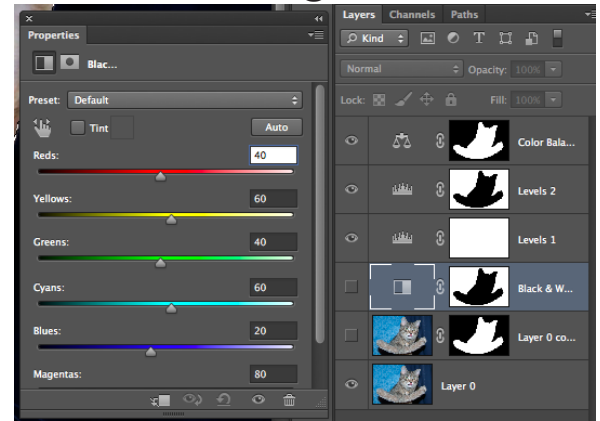 Properties
Blac...
Preset: Default
Tint
Auto
Reds: 40
Yellows: 60
Greens: 40
Cyans: 60
Blues: 20
Magentas: 80
Layers Channels Paths
Kind
Normal Opacity: 100%
Lock: Fill: 100%
Color Bala...
Levels 2
Levels 1
Black & W...
Layer 0 co...
Layer 0